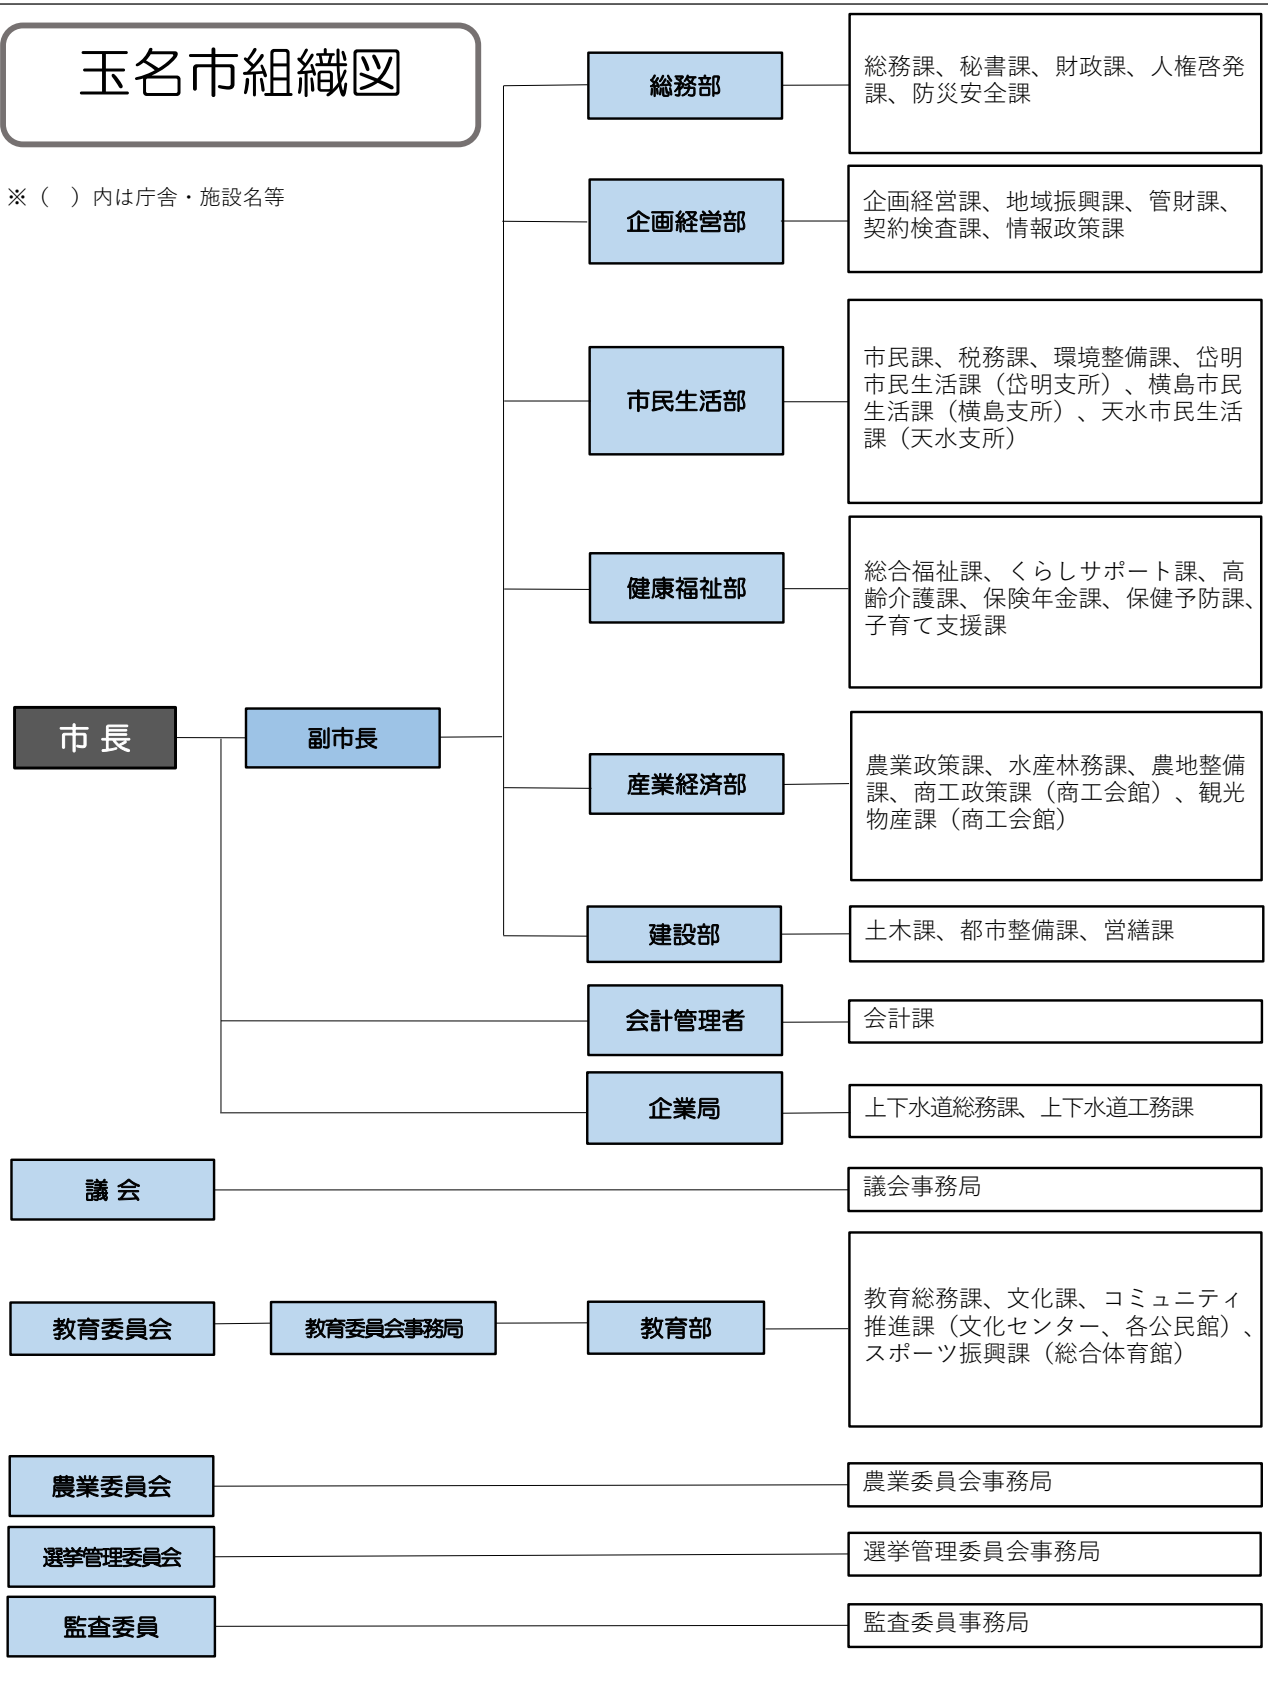 玉名市組織図
※（　）内は庁舎・施設名等
総務部
総務課、秘書課、財政課、人権啓発
課、防災安全課
企画経営部
企画経営課、地域振興課、管財課、
契約検査課、情報政策課
市民生活部
市民課、税務課、環境整備課、岱明
市民生活課（岱明支所）、横島市民
生活課（横島支所）、天水市民生活
課（天水支所）
健康福祉部
総合福祉課、くらしサポート課、高
齢介護課、保険年金課、保健予防課、
子育て支援課
市 長
副市長
産業経済部
農業政策課、水産林務課、農地整備
課、商工政策課（商工会館）、観光
物産課（商工会館）
建設部
土木課、都市整備課、営繕課
会計管理者
会計課
企業局
上下水道総務課、上下水道工務課
議 会
議会事務局
教育委員会
教育委員会事務局
教育部
教育総務課、文化課、コミュニティ
推進課（文化センター、各公民館）、
スポーツ振興課（総合体育館）
農業委員会
農業委員会事務局
選挙管理委員会
選挙管理委員会事務局
監査委員
監査委員事務局